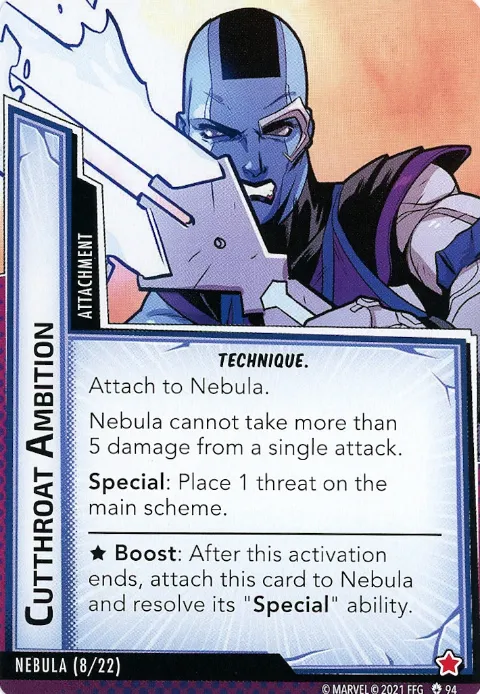 ATTACHMENT
CUTTHROAT AMBITION
TECHNIQUE.
Attach to Nebula.
Nebula cannot take more than
5 damage from a single attack.
Special: Place 1 threat on the
main scheme.
★ Boost: After this activation
ends, attach this card to Nebula
and resolve its "Special" ability.
NEBULA (8/22)
© MARVEL © 2021 FFG 94